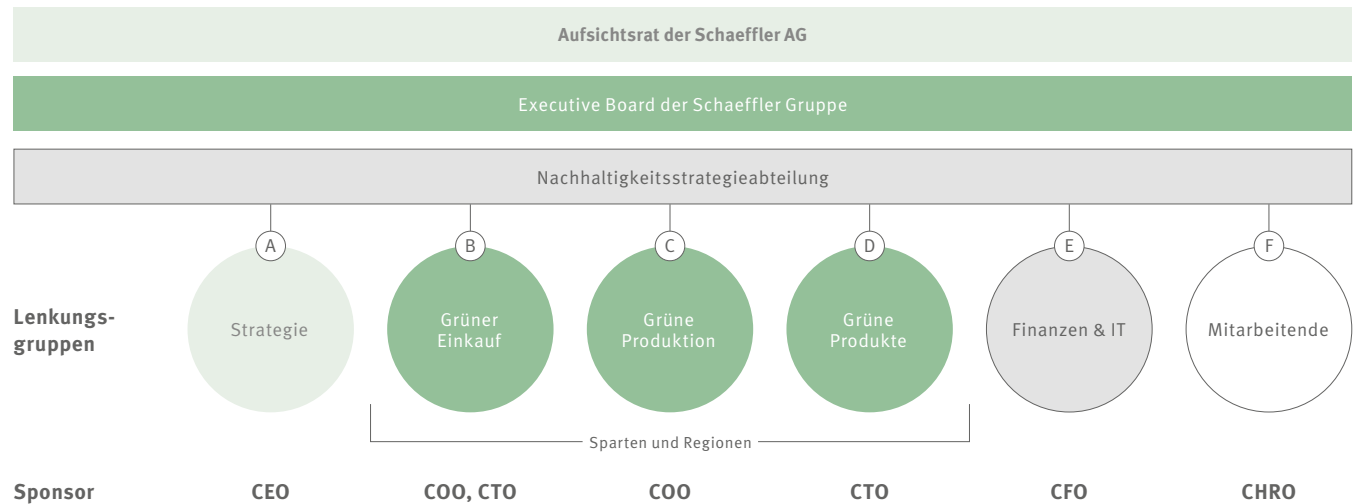 Aufsichtsrat der Schaeffler AG
Executive Board der Schaeffler Gruppe
Nachhaltigkeitsstrategieabteilung
A B C D E F
Lenkungs-
gruppen
Strategie
Grüner
Einkauf
Grüne
Produktion
Grüne
Produkte
Finanzen & IT
Mitarbeitende
Sparten und Regionen
Sponsor CEO COO, CTO COO CTO CFO CHRO